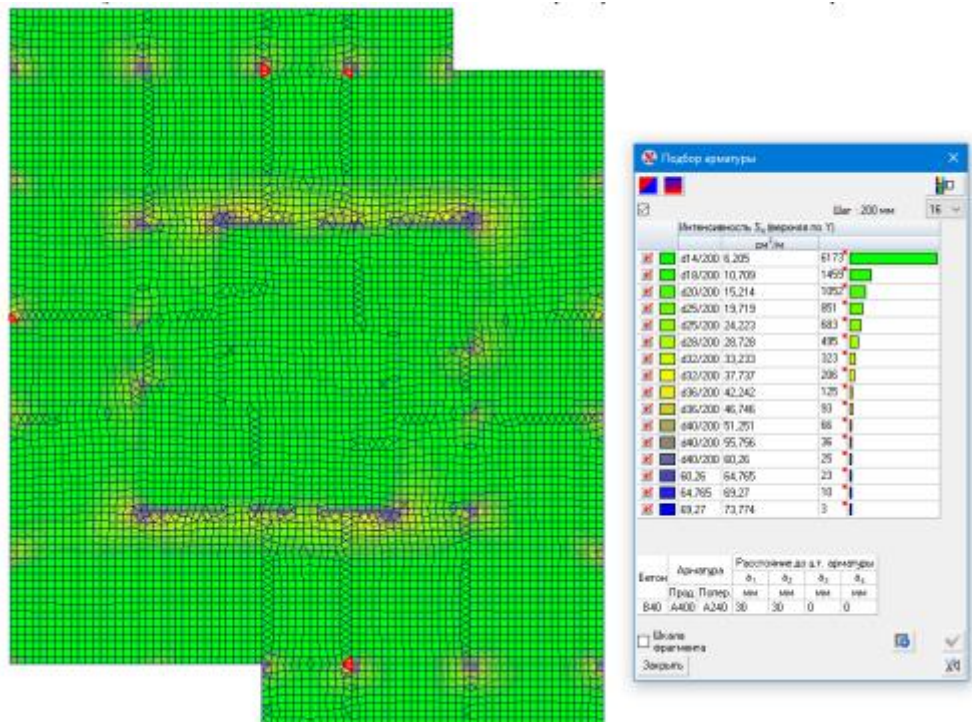 Подбор арматуры
Шаг 200 мм 16
Интенсивность S₄ (верхняя по Y)
см²/м
d14/200 6,205 6173
d18/200 10,709 1459
d20/200 15,214 1052
d25/200 19,719 851
d25/200 24,223 683
d28/200 28,728 495
d32/200 33,233 323
d32/200 37,737 206
d36/200 42,242 125
d36/200 46,746 93
d40/200 51,251 66
d40/200 55,756 36
d40/200 60,26 25
60,26 64,765 23
64,765 69,27 10
69,27 73,774 3
Бетон Арматура Расстояние до ц.т. арматуры
a₁ a₂ a₃ a₄
Прод. Попер. мм мм мм мм
B40 A400 A240 30 30 0 0
Шкала
фрагмента
Закрыть